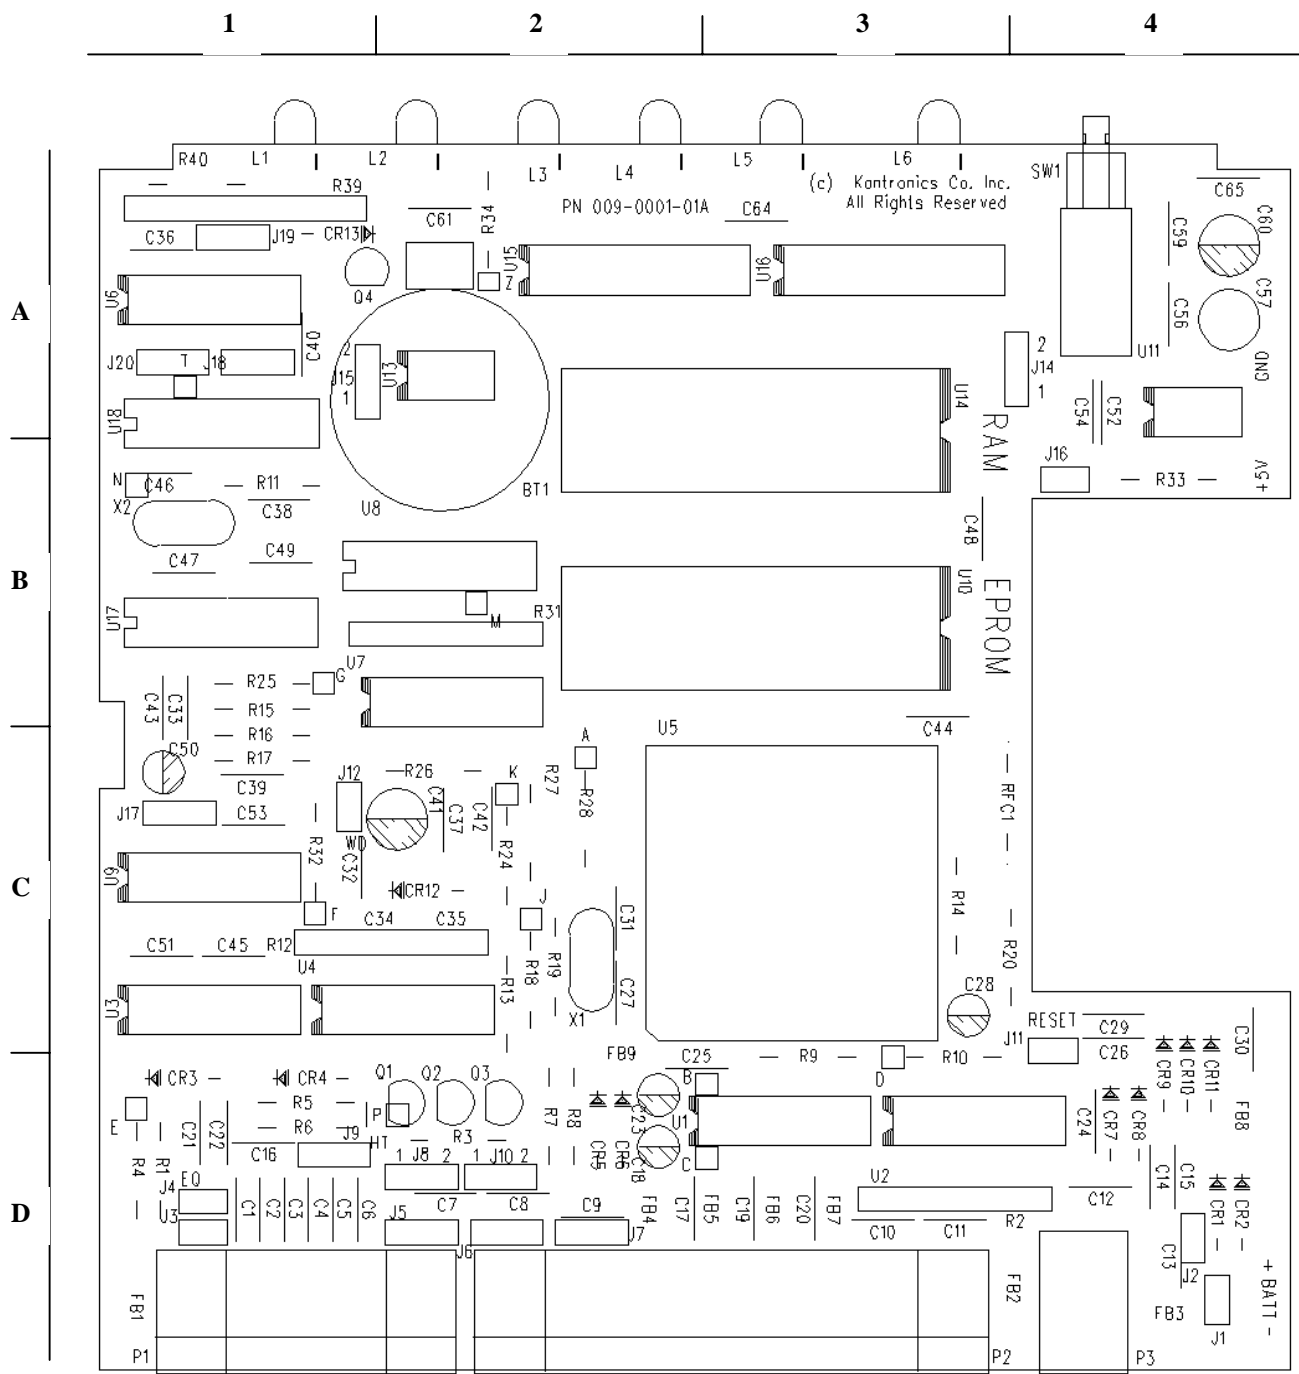 1 2 3 4
R40 L1 L2 L3 L4 L5 L6 SW1
(c) Kantronics Co. Inc.
All Rights Reserved
PN 009-0001-01A
R39 C61 R34 C64 C65
C36 J19 CR13 U15 U16 C59 C60
U6 Q4 Z
A
C40 C56 C57
J20 T J18 2 J15 1 U13 U14 2 J14 1 U11 GND
U18 C54 C52
RAM
N C46 R11 J16 R33 +5V
X2 C38 U8 BT1
C47 C49 C48
B
U17 M R31 U10
EPROM
C43 C33 R25 G U7
R15
R16 A U5 C44
C50 R17
C39 J12 R26 K R27 R28 RFC1
J17 C53 C41 C37 C42
R32 WD C32 R24
U9
C
CR12 R14
F C34 C35 J C31
C51 C45 R12 R18 R19 R20
U4 R13 C27 C28
U3 X1 RESET C29 C30
J11 C26
FB9 C25 R9 R10
CR3 CR4 Q1 Q2 Q3 B D CR9 CR10 CR11
E R5 P C23 U1 C24 CR7 CR8 FB8
R6 HT R3 R7 R8
C21 C22 J9 CR5 CR6 C18 C
R4 R1 C16 1 J8 2 1 J10 2 U2 C14 C15
D
J4 EQ C7 C8 C9 FB4 C17 FB5 C19 FB6 C20 FB7 C12
U3 C1 C2 C3 C4 C5 C6 J5 J6 J7 C10 C11 R2 CR1 CR2
C13 J2
FB1 FB2 FB3 J1 + BATT -
P1 P2 P3